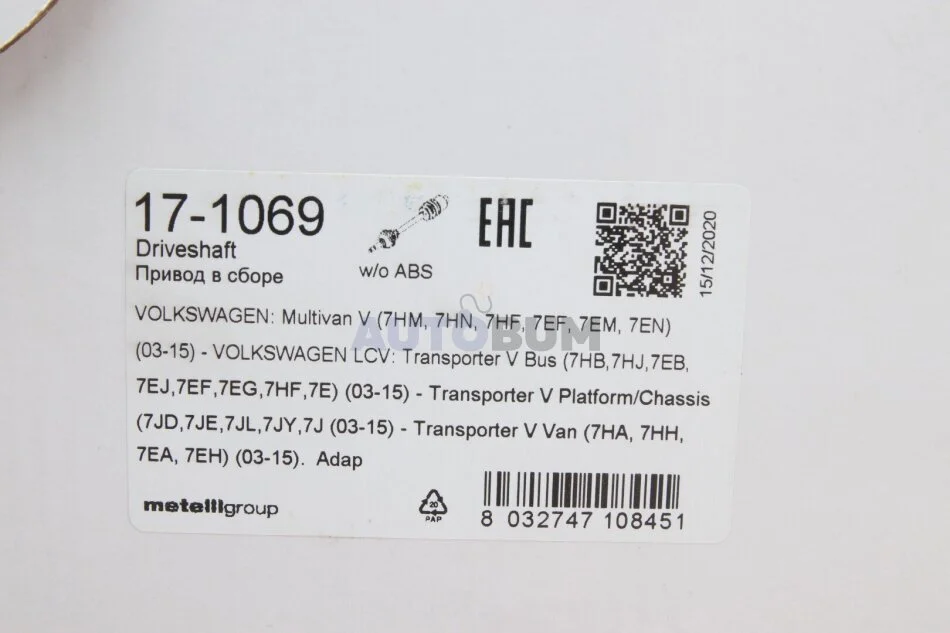 17-1069
Driveshaft
Привод в сборе
w/o ABS
EAC
15/12/2020
VOLKSWAGEN: Multivan V (7HM, 7HN, 7HF, 7EF, 7EM, 7EN)
(03-15) - VOLKSWAGEN LCV: Transporter V Bus (7HB,7HJ,7EB,
7EJ,7EF,7EG,7HF,7E) (03-15) - Transporter V Platform/Chassis
(7JD,7JE,7JL,7JY,7J (03-15) - Transporter V Van (7HA, 7HH,
7EA, 7EH) (03-15). Adap
AUTOBUM
metelligroup
20
PAP
8 032747 108451